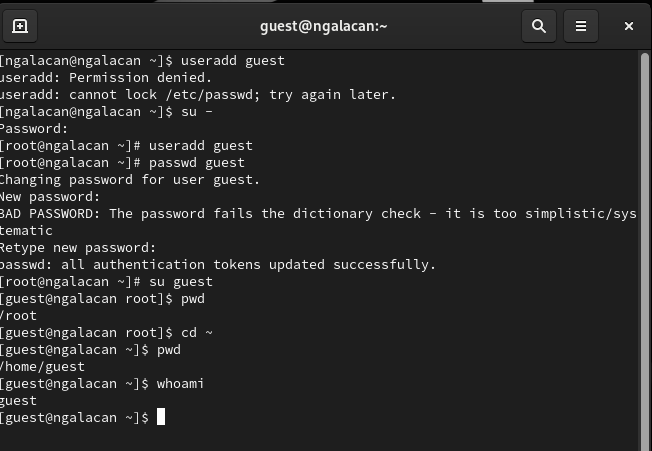 guest@ngalacan:~
[ngalacan@ngalacan ~]$ useradd guest
useradd: Permission denied.
useradd: cannot lock /etc/passwd; try again later.
[ngalacan@ngalacan ~]$ su -
Password:
[root@ngalacan ~]# useradd guest
[root@ngalacan ~]# passwd guest
Changing password for user guest.
New password:
BAD PASSWORD: The password fails the dictionary check - it is too simplistic/sys
tematic
Retype new password:
passwd: all authentication tokens updated successfully.
[root@ngalacan ~]# su guest
[guest@ngalacan root]$ pwd
/root
[guest@ngalacan root]$ cd ~
[guest@ngalacan ~]$ pwd
/home/guest
[guest@ngalacan ~]$ whoami
guest
[guest@ngalacan ~]$